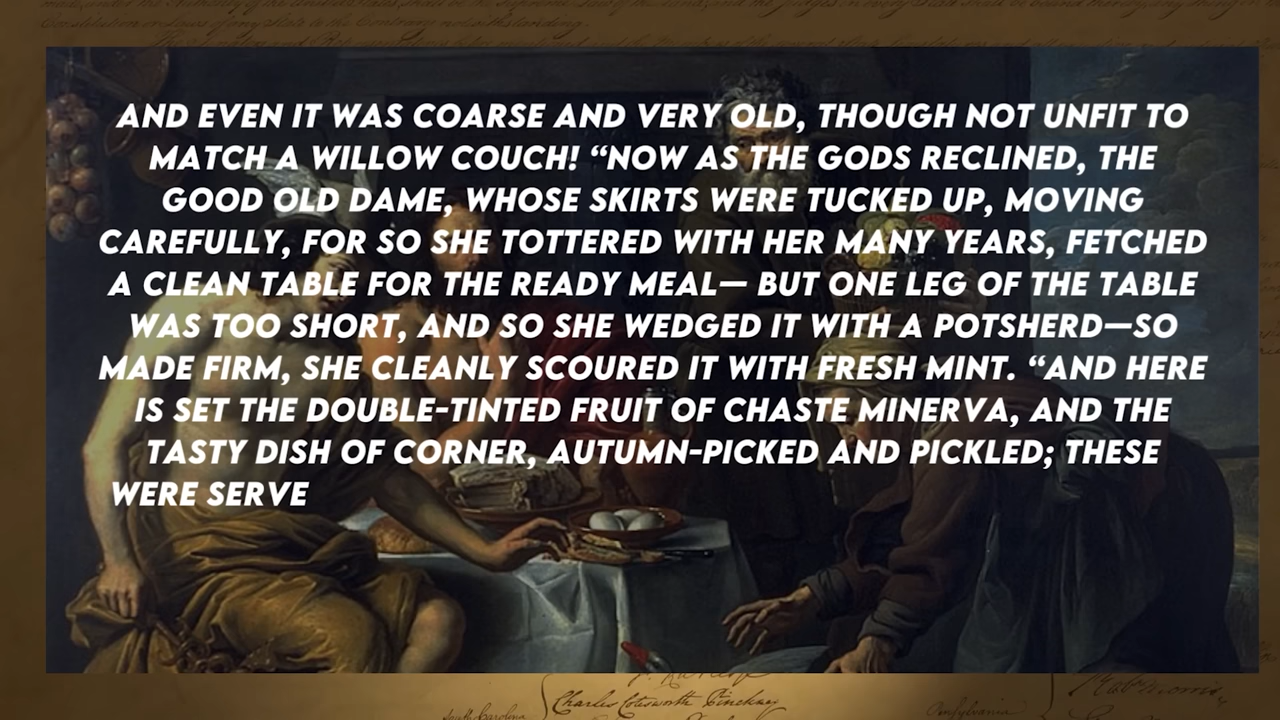 AND EVEN IT WAS COARSE AND VERY OLD, THOUGH NOT UNFIT TO
MATCH A WILLOW COUCH! “NOW AS THE GODS RECLINED, THE
GOOD OLD DAME, WHOSE SKIRTS WERE TUCKED UP, MOVING
CAREFULLY, FOR SO SHE TOTTERED WITH HER MANY YEARS, FETCHED
A CLEAN TABLE FOR THE READY MEAL— BUT ONE LEG OF THE TABLE
WAS TOO SHORT, AND SO SHE WEDGED IT WITH A POTSHERD—SO
MADE FIRM, SHE CLEANLY SCOURED IT WITH FRESH MINT. “AND HERE
IS SET THE DOUBLE-TINTED FRUIT OF CHASTE MINERVA, AND THE
TASTY DISH OF CORNER, AUTUMN-PICKED AND PICKLED; THESE
WERE SERVE
South Carolina
Charles Cotesworth Pinckney